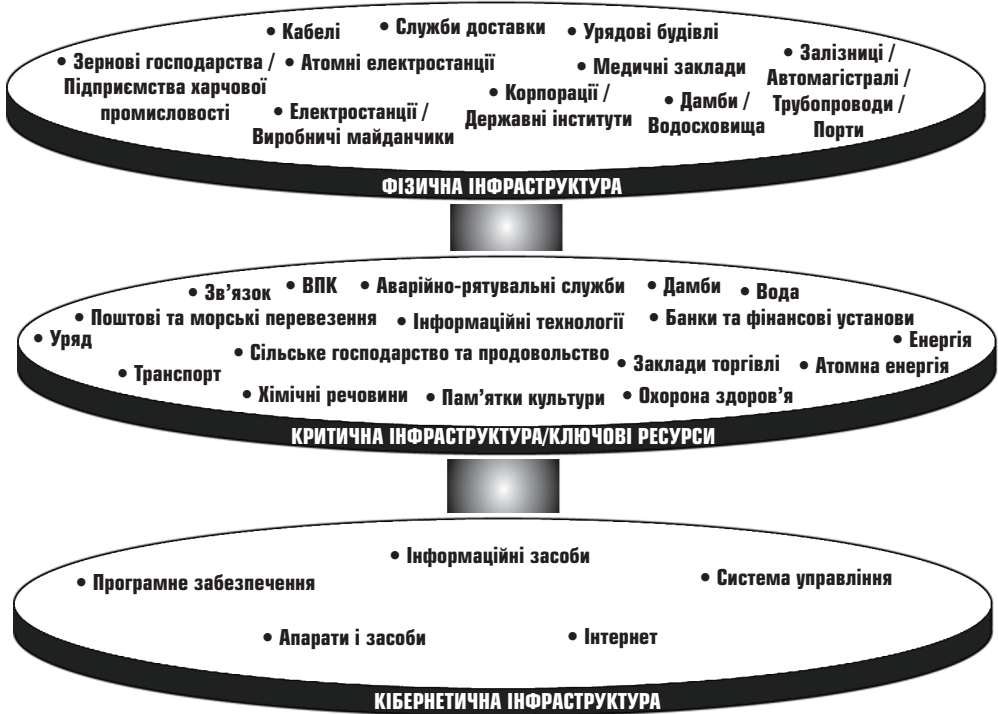 • Кабелі • Служби доставки • Урядові будівлі
• Зернові господарства /
Підприємства харчової
промисловості
• Атомні електростанції
• Медичні заклади
• Залізниці /
Автомагістралі /
Трубопроводи /
Порти
• Електростанції /
Виробничі майданчики
• Корпорації /
Державні інститути
• Дамби /
Водосховища
ФІЗИЧНА ІНФРАСТРУКТУРА
• Зв’язок • ВПК • Аварійно-рятувальні служби • Дамби • Вода
• Поштові та морські перевезення • Інформаційні технології • Банки та фінансові установи
• Уряд • Енергія
• Сільське господарство та продовольство • Заклади торгівлі • Атомна енергія
• Транспорт
• Хімічні речовини • Пам’ятки культури • Охорона здоров’я
КРИТИЧНА ІНФРАСТРУКТУРА/КЛЮЧОВІ РЕСУРСИ
• Інформаційні засоби
• Програмне забезпечення • Система управління
• Апарати і засоби • Інтернет
КІБЕРНЕТИЧНА ІНФРАСТРУКТУРА